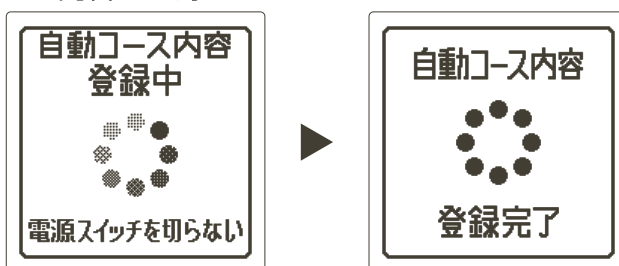 自動コース内容
登録中
電源スイッチを切らない
自動コース内容
登録完了